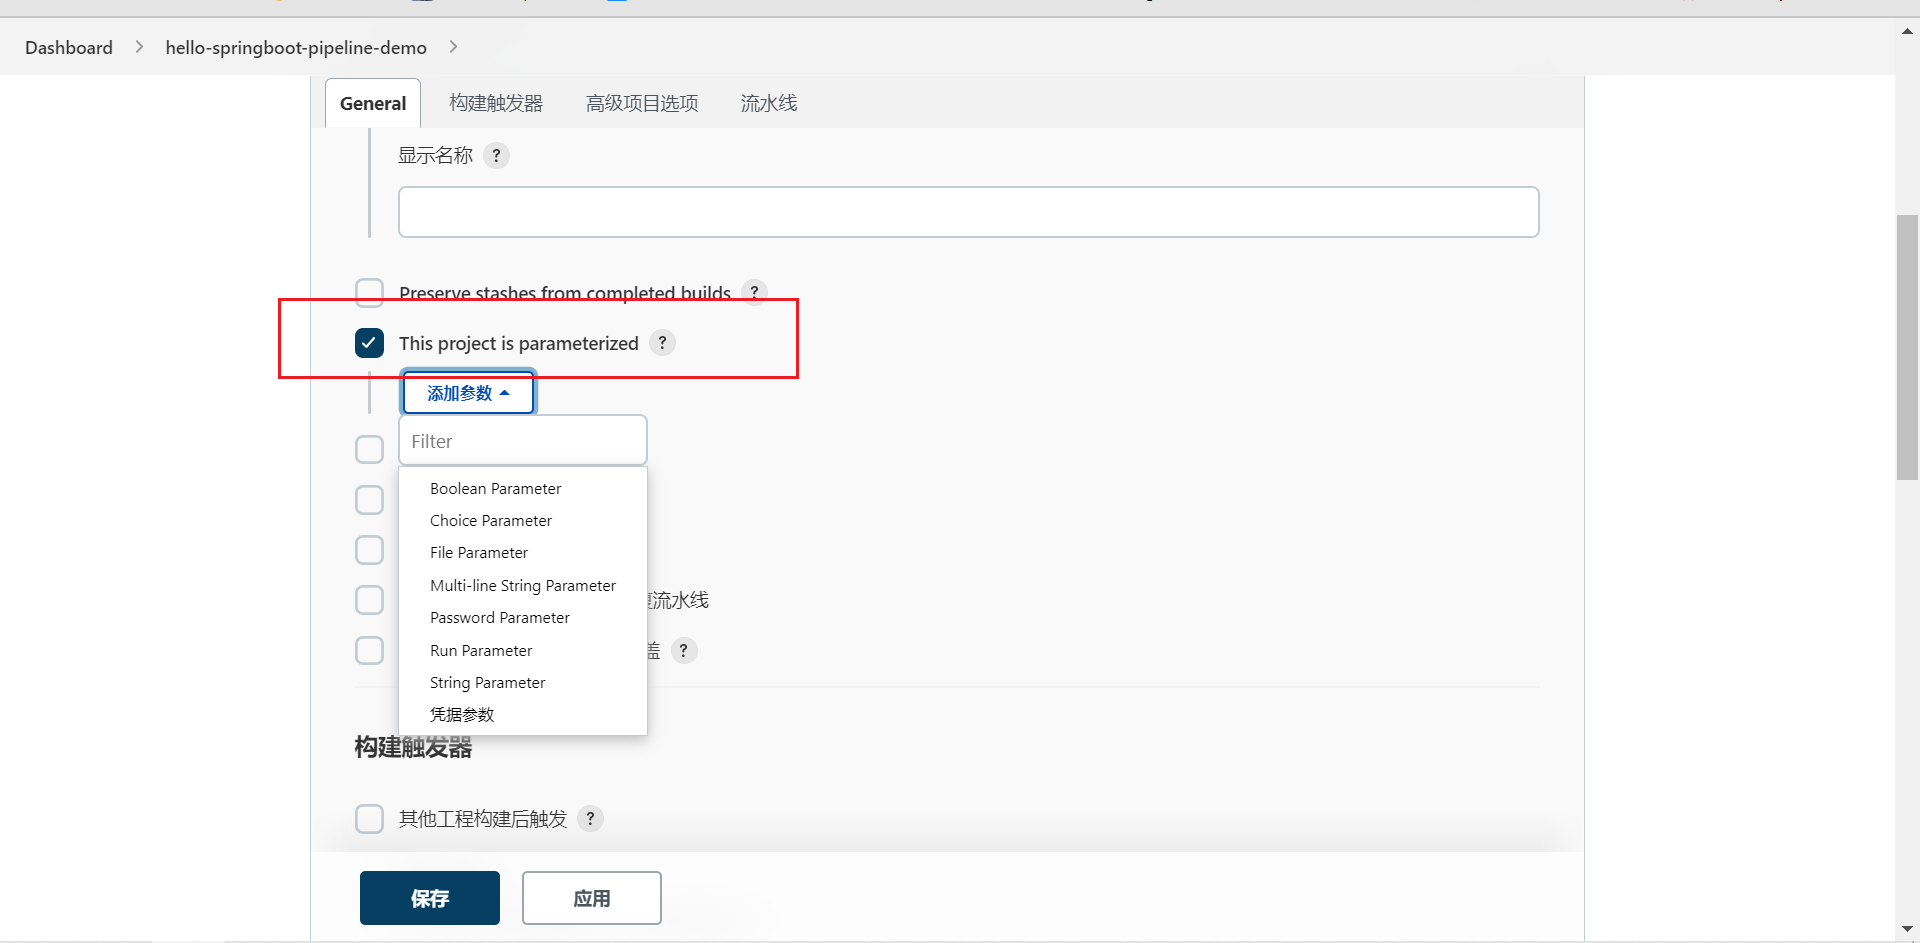 Dashboard
hello-springboot-pipeline-demo
General
构建触发器
高级项目选项
流水线
显示名称 ?
Preserve stashes from completed builds ?
This project is parameterized ?
添加参数
Filter
Boolean Parameter
Choice Parameter
File Parameter
Multi-line String Parameter
流水线
Password Parameter
Run Parameter
盖 ?
String Parameter
凭据参数
构建触发器
其他工程构建后触发 ?
保存
应用